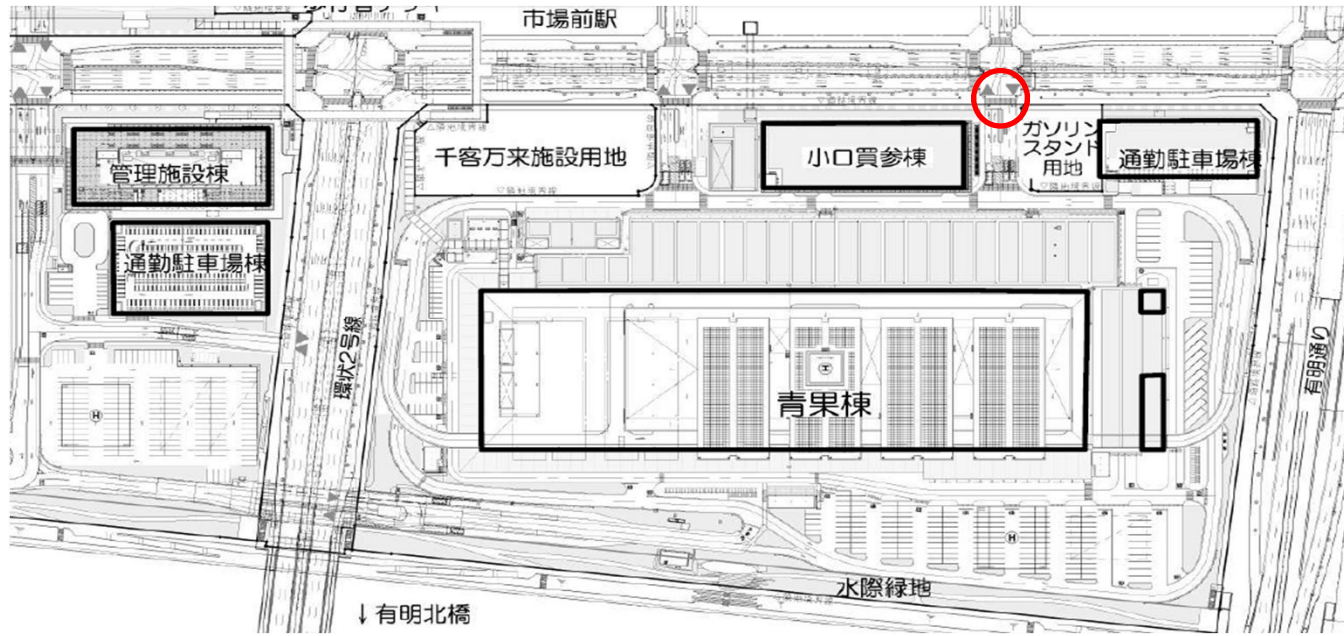 市場前駅
管理施設棟
千客万来施設用地
小口買参棟
ガソリン
スタンド
用地
通勤駐車場棟
通勤駐車場棟
環状2号線
有明通り
H
青果棟
H
H
水際緑地
↓有明北橋